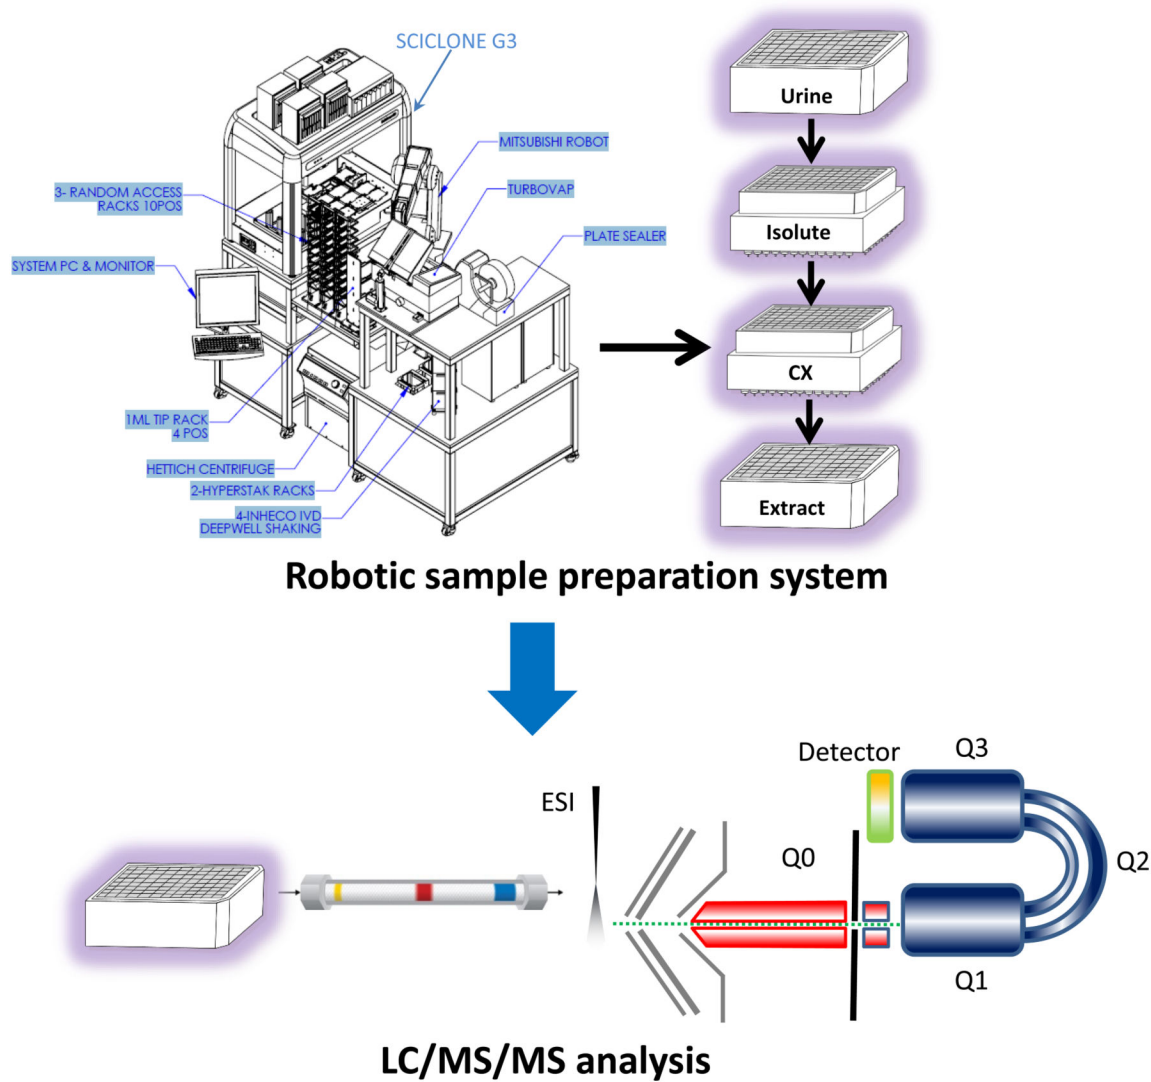 SCICLONE G3
MITSUBISHI ROBOT
3- RANDOM ACCESS
RACKS 10POS
TURBOVAP
PLATE SEALER
SYSTEM PC & MONITOR
1ML TIP RACK
4 POS
HETTICH CENTRIFUGE
2-HYPERSTAK RACKS
4-INHECO IVD
DEEPWELL SHAKING
Urine
Isolute
CX
Extract
Robotic sample preparation system
ESI
Q0
Detector
Q3
Q2
Q1
LC/MS/MS analysis